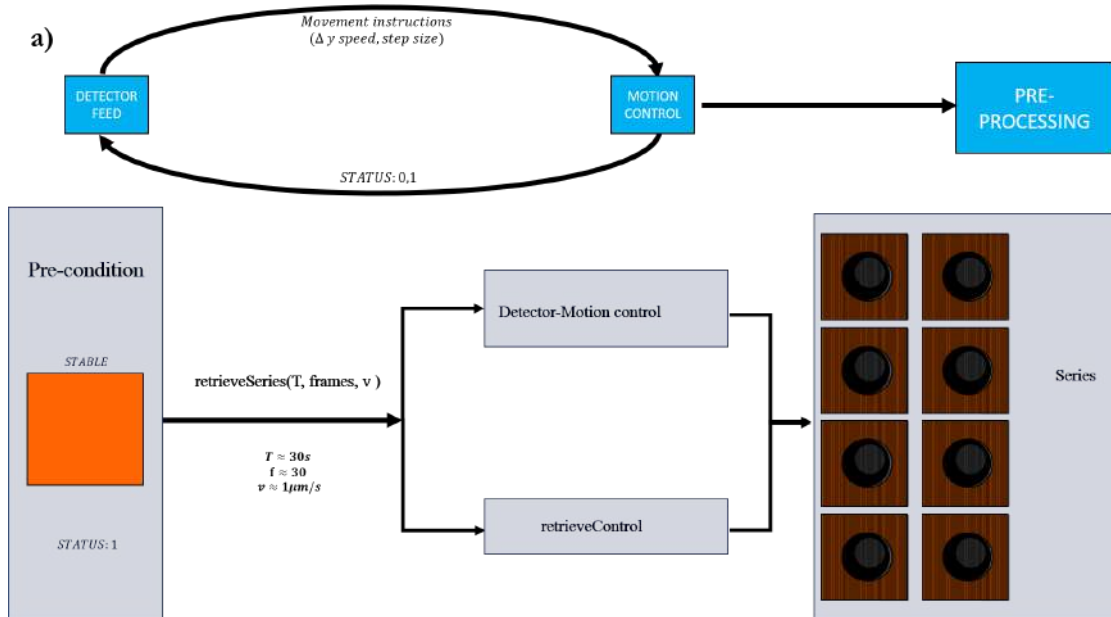 a)
Movement instructions
(Δ y speed, step size)
DETECTOR
FEED
MOTION
CONTROL
PRE-
PROCESSING
STATUS: 0,1
Pre-condition
STABLE
STATUS: 1
retrieveSeries(T, frames, v )
T ≈ 30s
f ≈ 30
v ≈ 1μm/s
Detector-Motion control
retrieveControl
Series